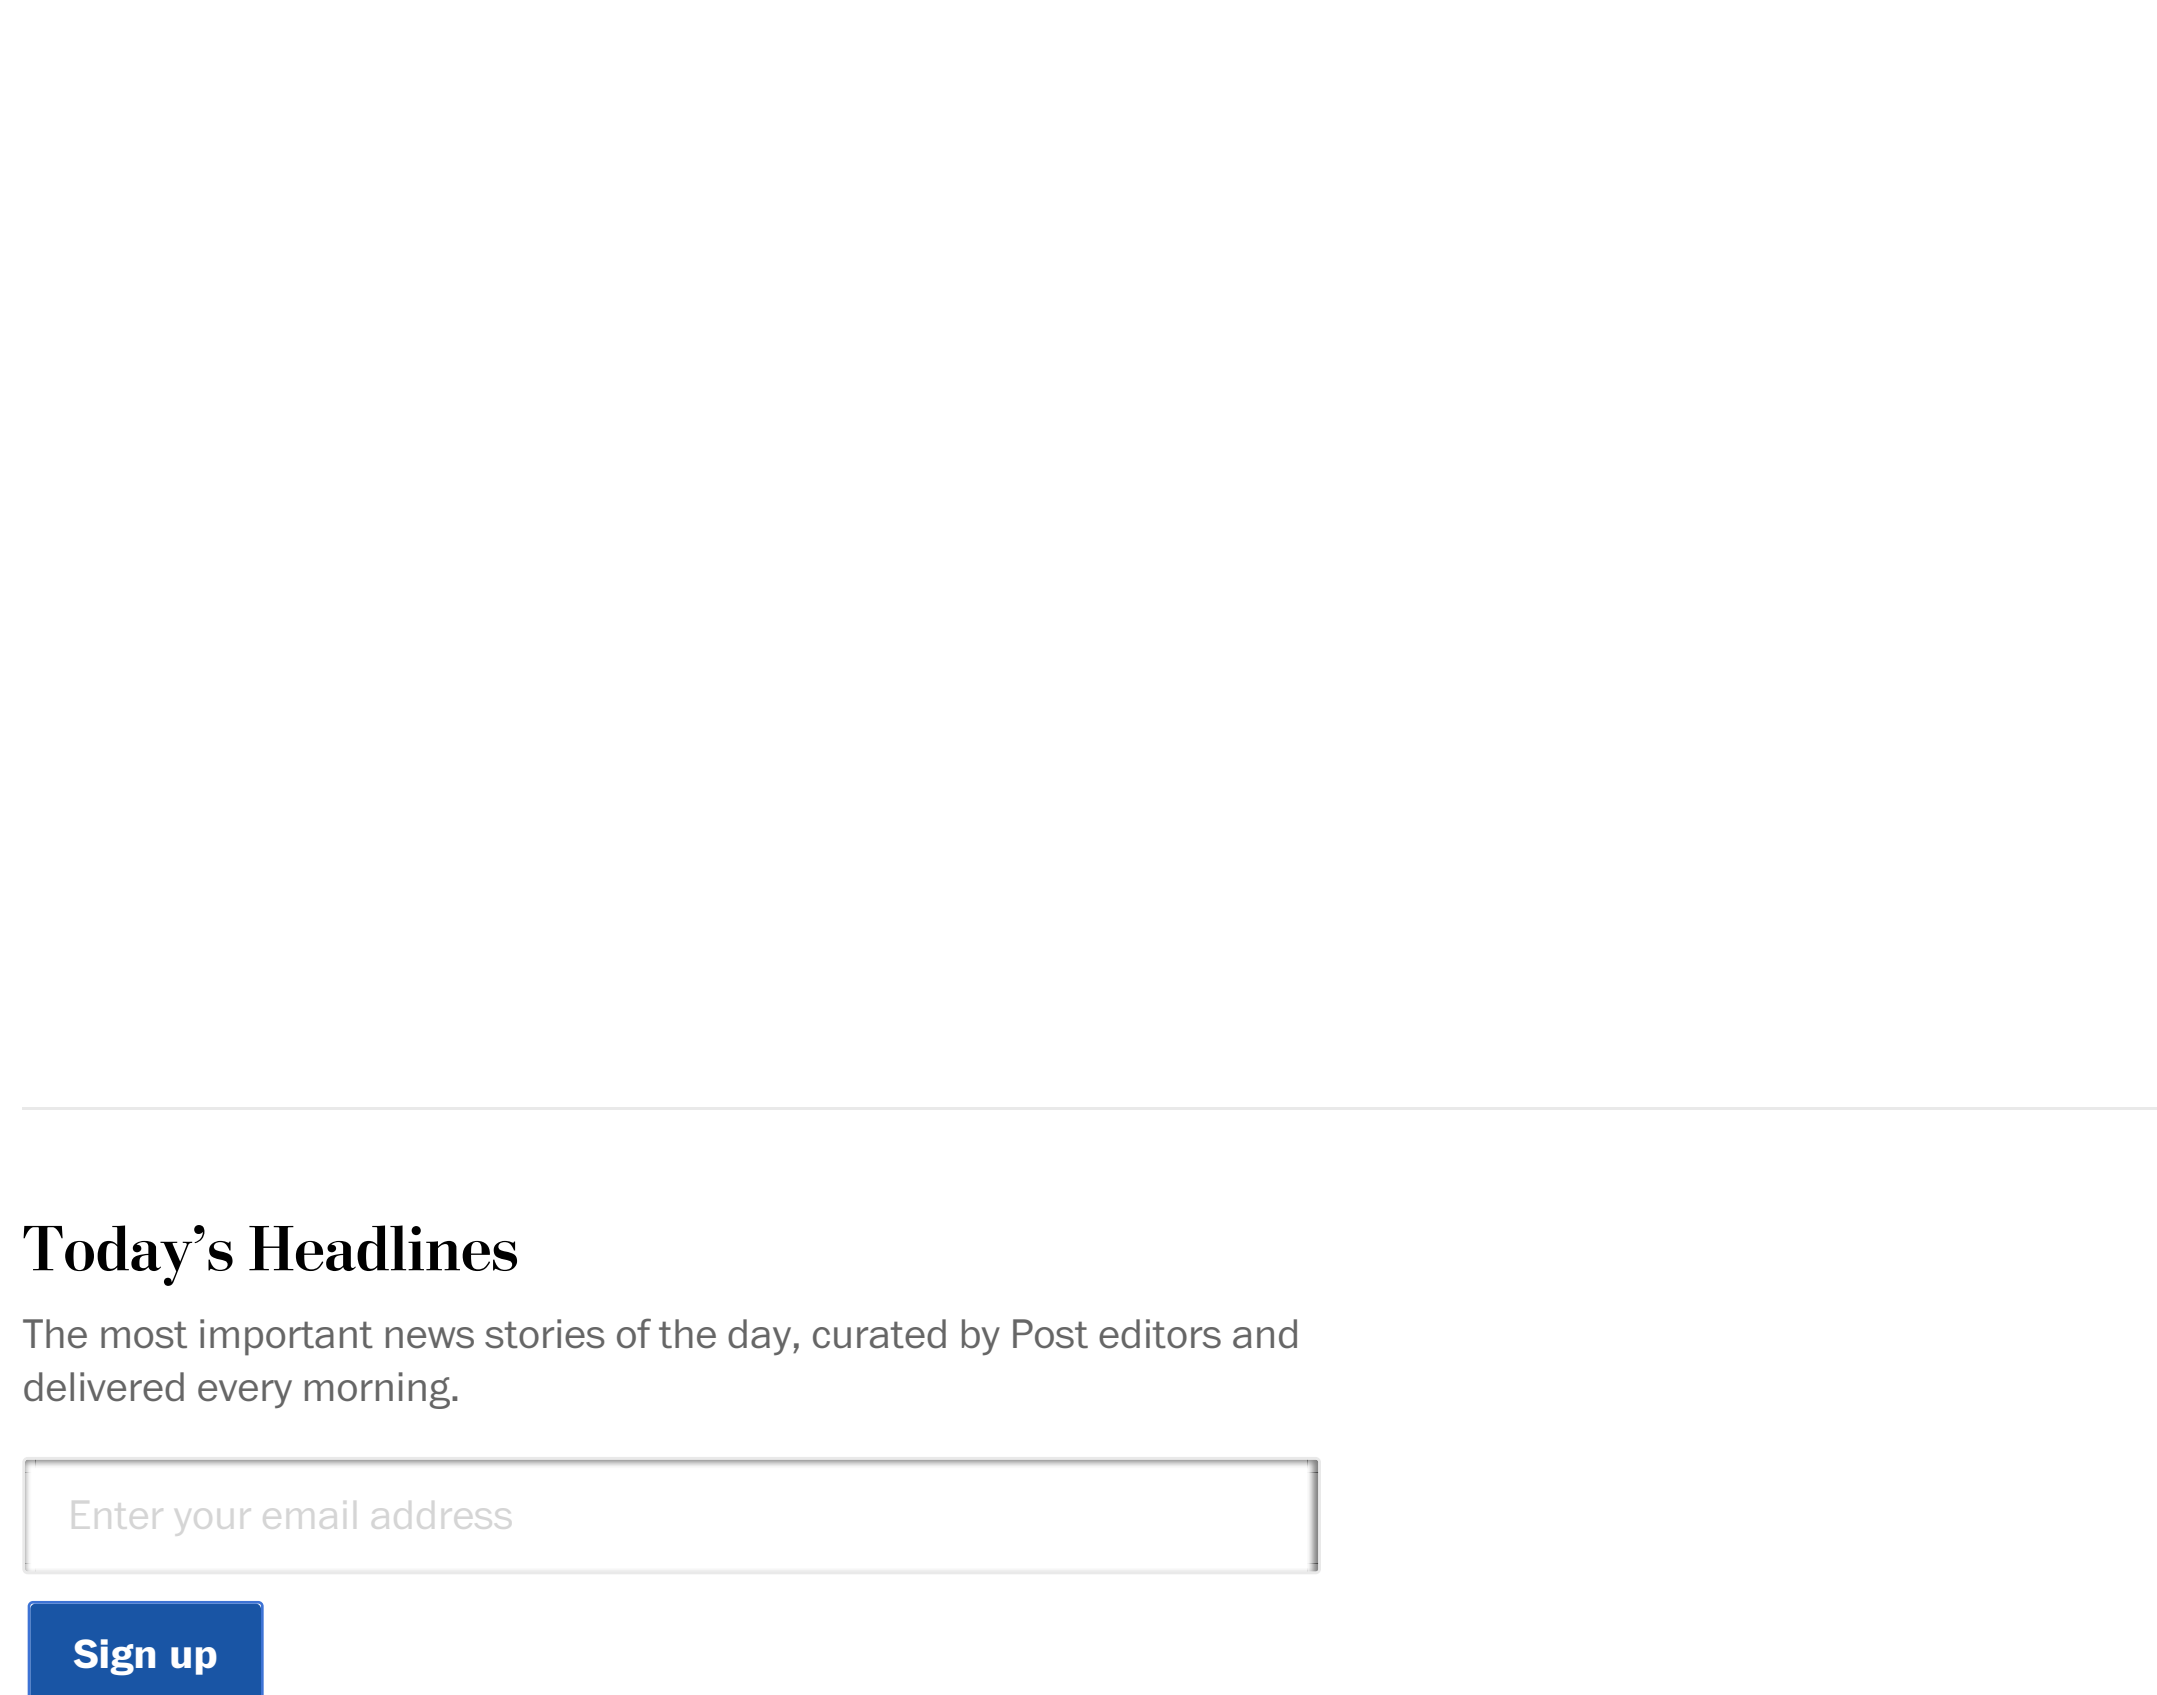 Today’s Headlines
The most important news stories of the day, curated by Post editors and
delivered every morning.
Enter your email address
Sign up